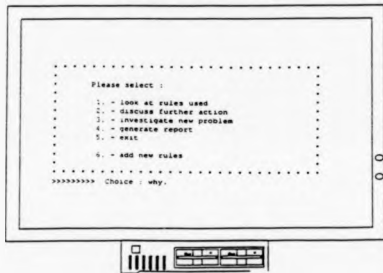 Please select :
1. - look at rules used
2. - discuss further action
3. - investigate new problem
4. - generate report
5. - exit
6. - add new rules
>>>>>>>>> Choice : why.